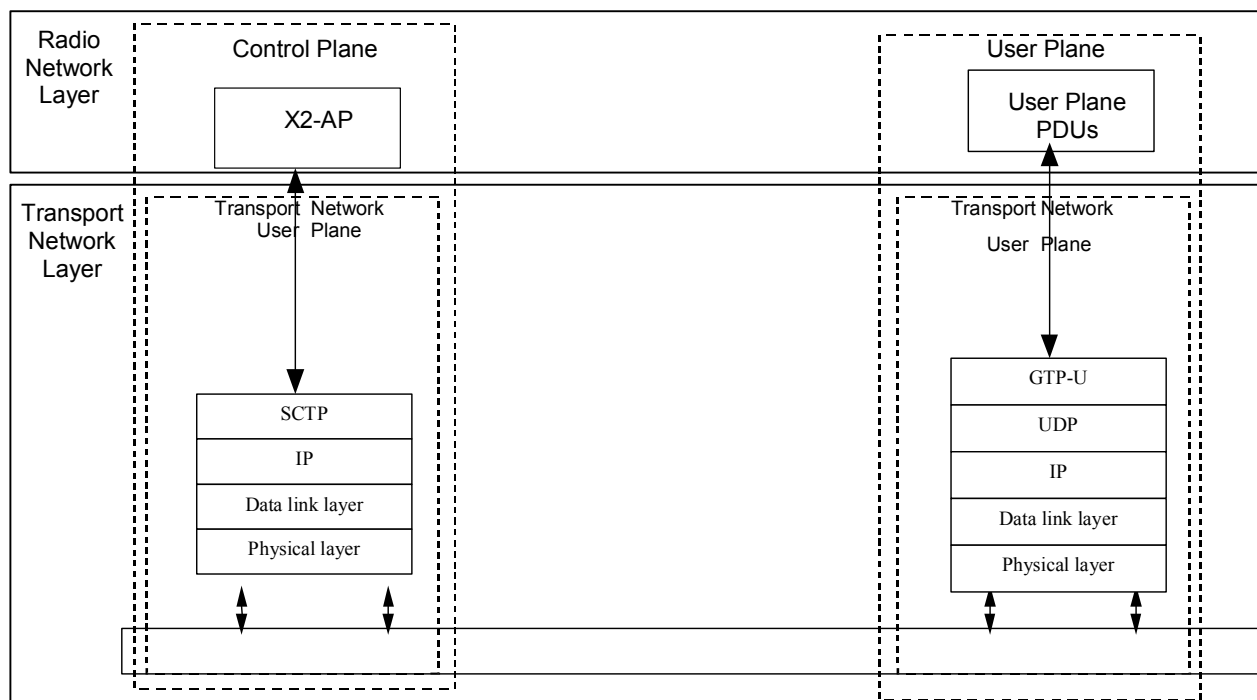 Radio
Network
Layer
Control Plane
X2-AP
User Plane
User Plane
PDUs
Transport
Network
Layer
Transport Network
User Plane
SCTP
IP
Data link layer
Physical layer
Transport Network
User Plane
GTP-U
UDP
IP
Data link layer
Physical layer